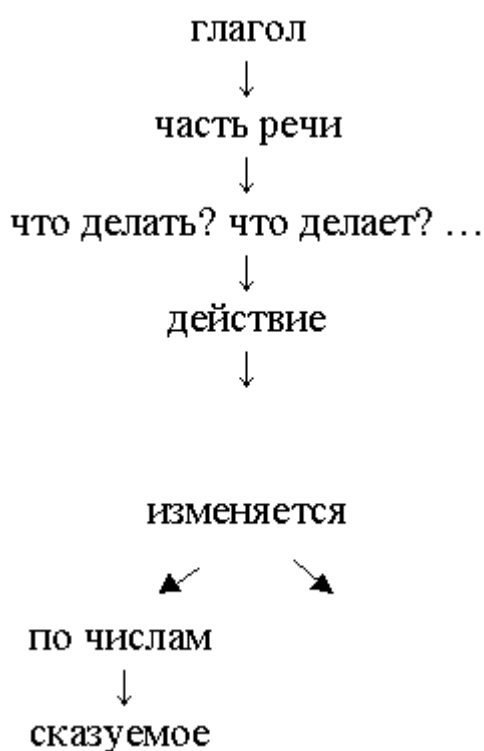 глагол
часть речи
что делать? что делает? …
действие
изменяется
по числам
сказуемое